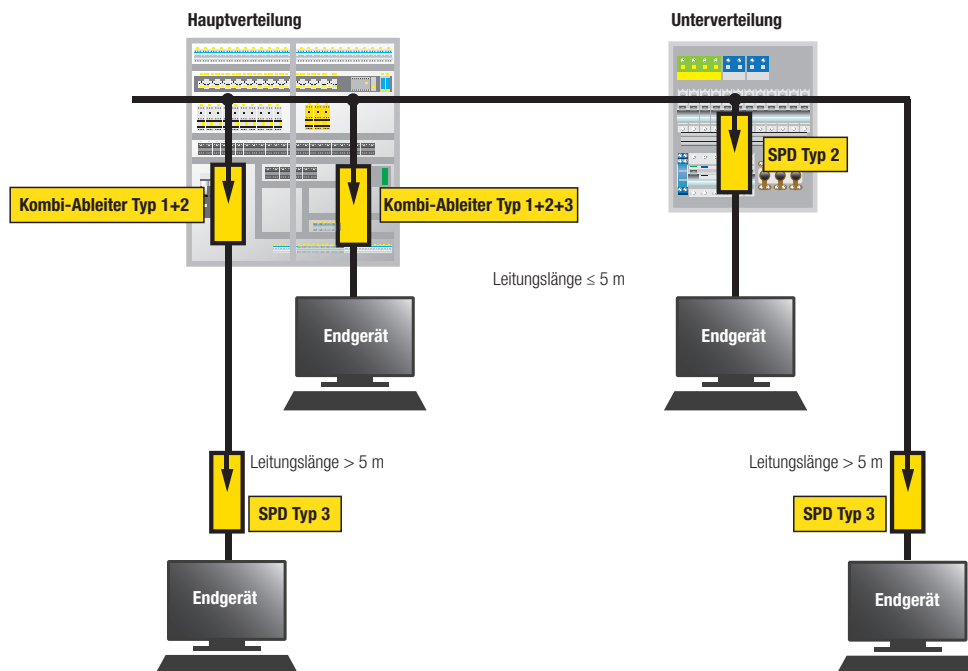 Hauptverteilung
Unterverteilung
SPD Typ 2
Kombi-Ableiter Typ 1+2
Kombi-Ableiter Typ 1+2+3
Leitungslänge ≤ 5 m
Endgerät
Endgerät
Leitungslänge > 5 m
Leitungslänge > 5 m
SPD Typ 3
SPD Typ 3
Endgerät
Endgerät